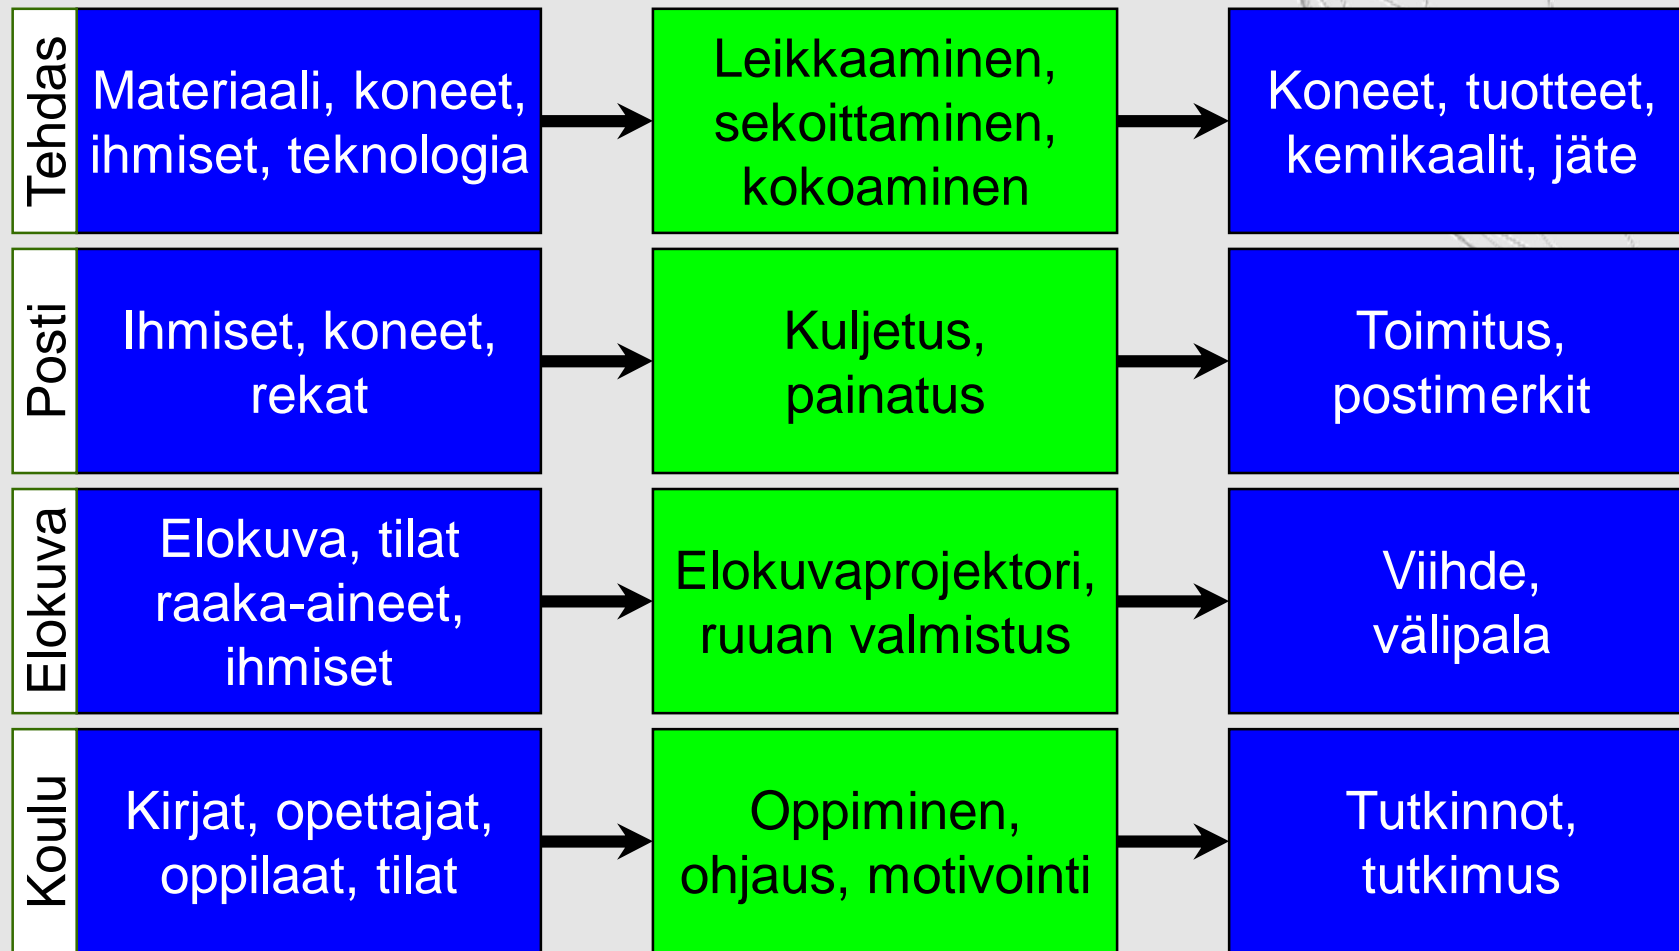 Tehdas
Materiaali, koneet,
ihmiset, teknologia
Leikkaaminen,
sekoittaminen,
kokoaminen
Koneet, tuotteet,
kemikaalit, jäte
Posti
Ihmiset, koneet,
rekat
Kuljetus,
painatus
Toimitus,
postimerkit
Elokuva
Elokuva, tilat
raaka-aineet,
ihmiset
Elokuvaprojektori,
ruuan valmistus
Viihde,
välipala
Koulu
Kirjat, opettajat,
oppilaat, tilat
Oppiminen,
ohjaus, motivointi
Tutkinnot,
tutkimus